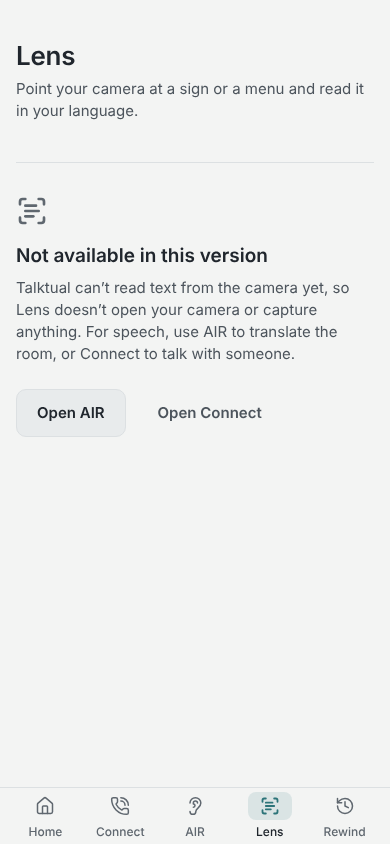 Lens
Point your camera at a sign or a menu and read it
in your language.
Not available in this version
Talktual can’t read text from the camera yet, so
Lens doesn’t open your camera or capture
anything. For speech, use AIR to translate the
room, or Connect to talk with someone.
Open AIR
Open Connect
Home
Connect
AIR
Lens
Rewind